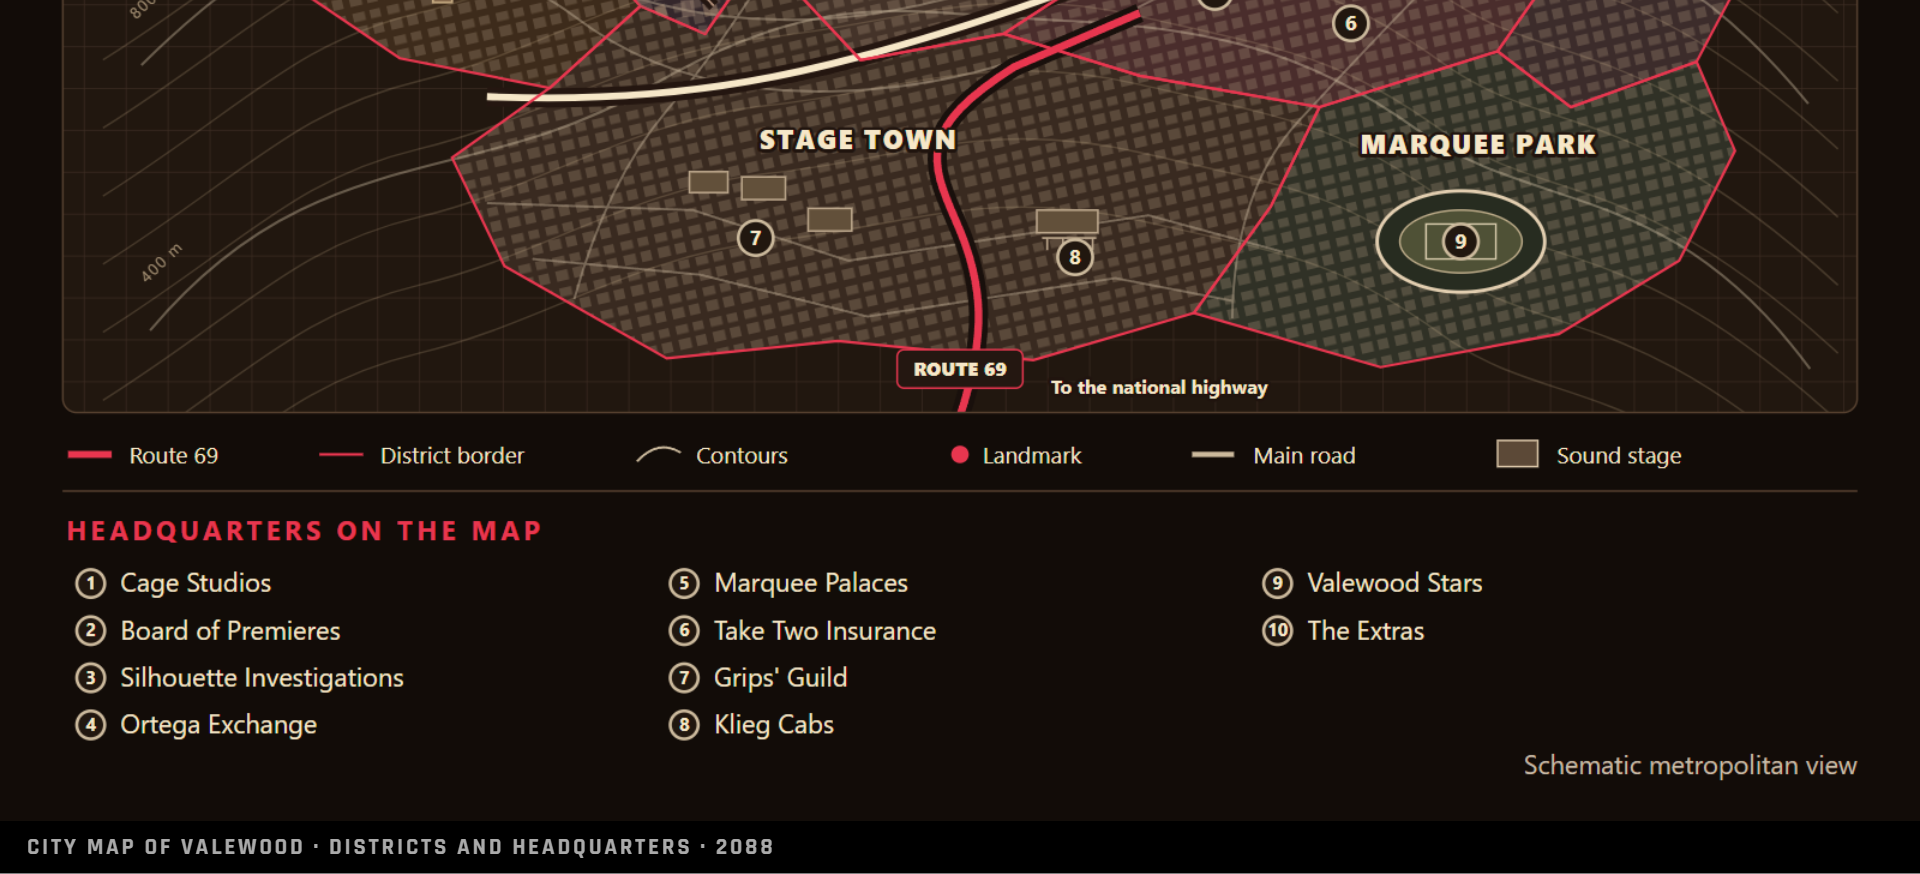 800
6
STAGE TOWN
MARQUEE PARK
7
8
9
400 m
ROUTE 69
To the national highway
Route 69
District border
Contours
Landmark
Main road
Sound stage
HEADQUARTERS ON THE MAP
1 Cage Studios
2 Board of Premieres
3 Silhouette Investigations
4 Ortega Exchange
5 Marquee Palaces
6 Take Two Insurance
7 Grips' Guild
8 Klieg Cabs
9 Valewood Stars
10 The Extras
Schematic metropolitan view
CITY MAP OF VALEWOOD · DISTRICTS AND HEADQUARTERS · 2088